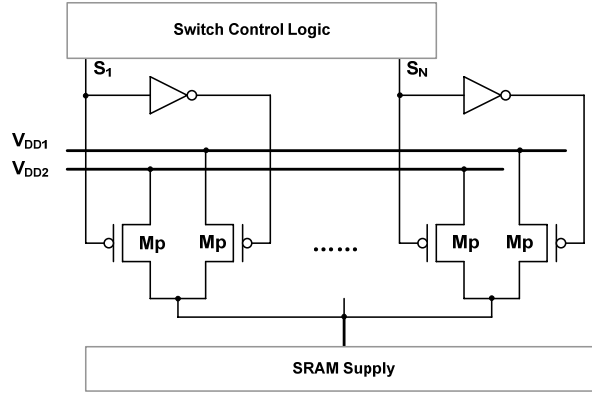 Switch Control Logic
S1 SN
VDD1
VDD2
Mp Mp ...... Mp Mp
SRAM Supply